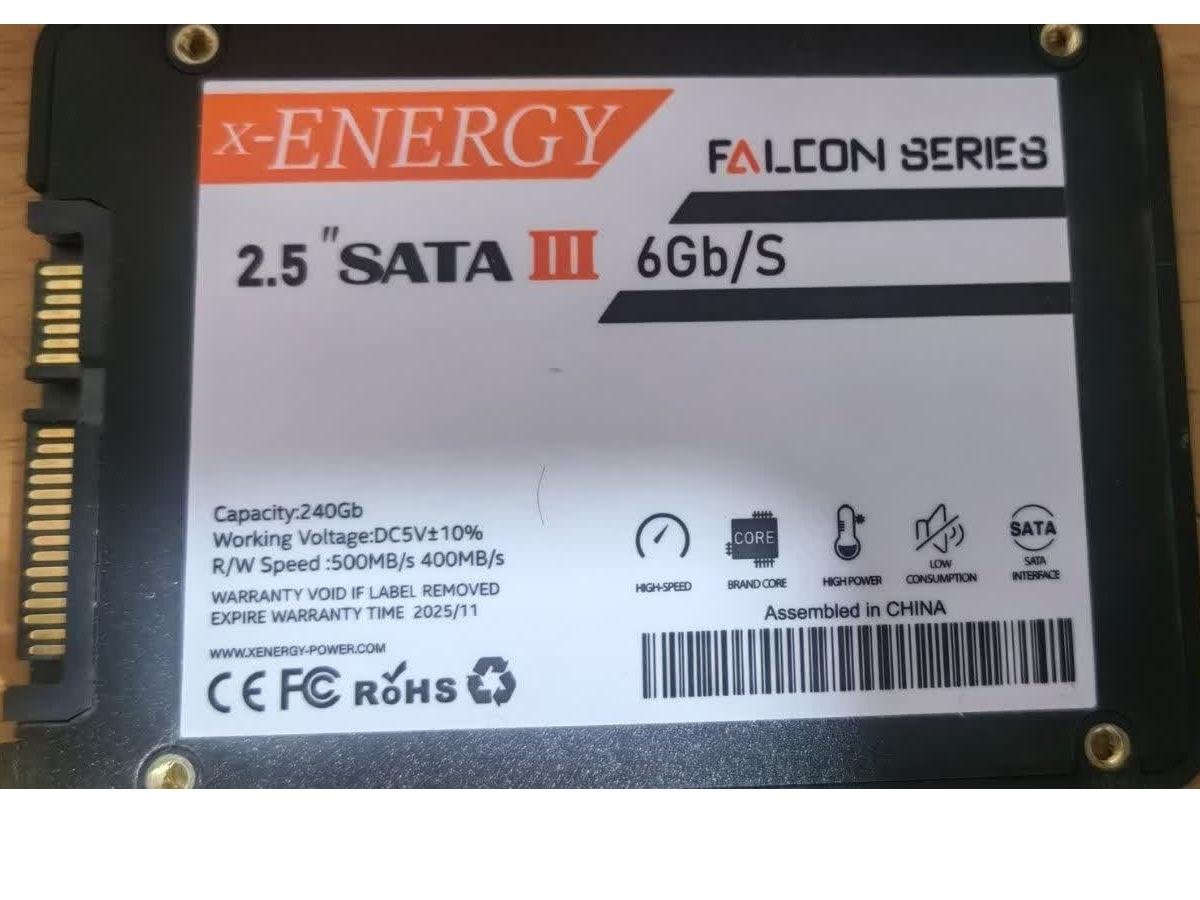 x-ENERGY
FALCON SERIES
2.5" SATA III 6Gb/S
Capacity:240Gb
Working Voltage:DC5V±10%
R/W Speed :500MB/s 400MB/s
WARRANTY VOID IF LABEL REMOVED
EXPIRE WARRANTY TIME 2025/11
WWW.XENERGY-POWER.COM
CE FC RoHS
CORE
SATA
HIGH-SPEED
BRAND CORE
HIGH POWER
LOW
CONSUMPTION
SATA
INTERFACE
Assembled in CHINA